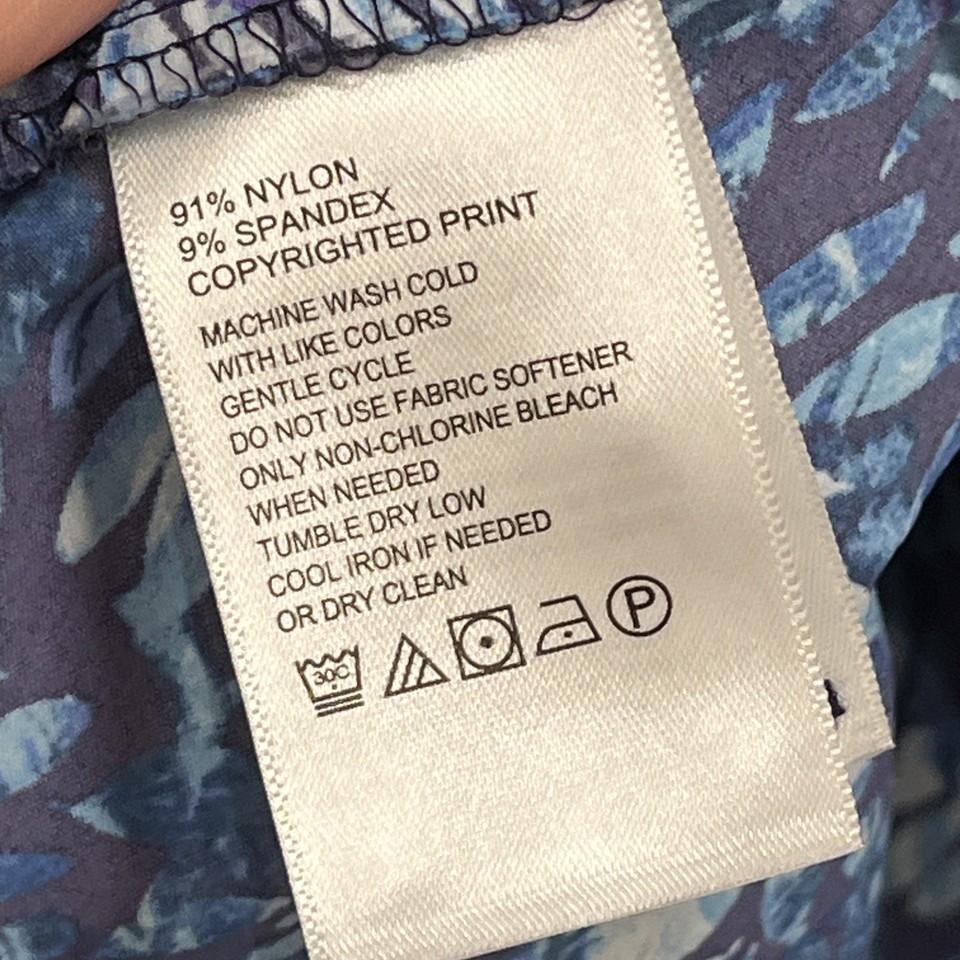 91% NYLON
9% SPANDEX
COPYRIGHTED PRINT
MACHINE WASH COLD
WITH LIKE COLORS
GENTLE CYCLE
DO NOT USE FABRIC SOFTENER
ONLY NON-CHLORINE BLEACH
WHEN NEEDED
TUMBLE DRY LOW
COOL IRON IF NEEDED
OR DRY CLEAN
30C P